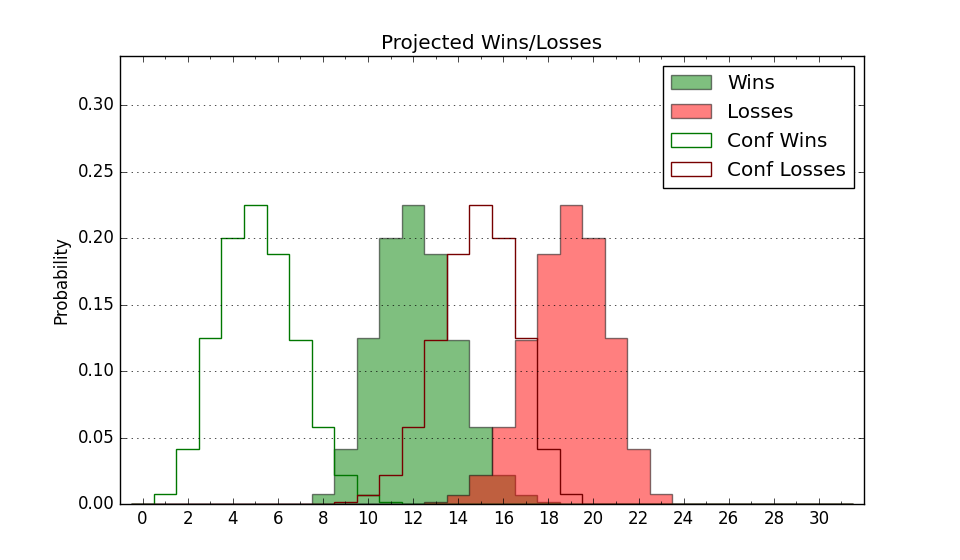 Projected Wins/Losses
Probability
0.30
0.25
0.20
0.15
0.10
0.05
0.00
0 2 4 6 8 10 12 14 16 18 20 22 24 26 28 30
Wins
Losses
Conf Wins
Conf Losses